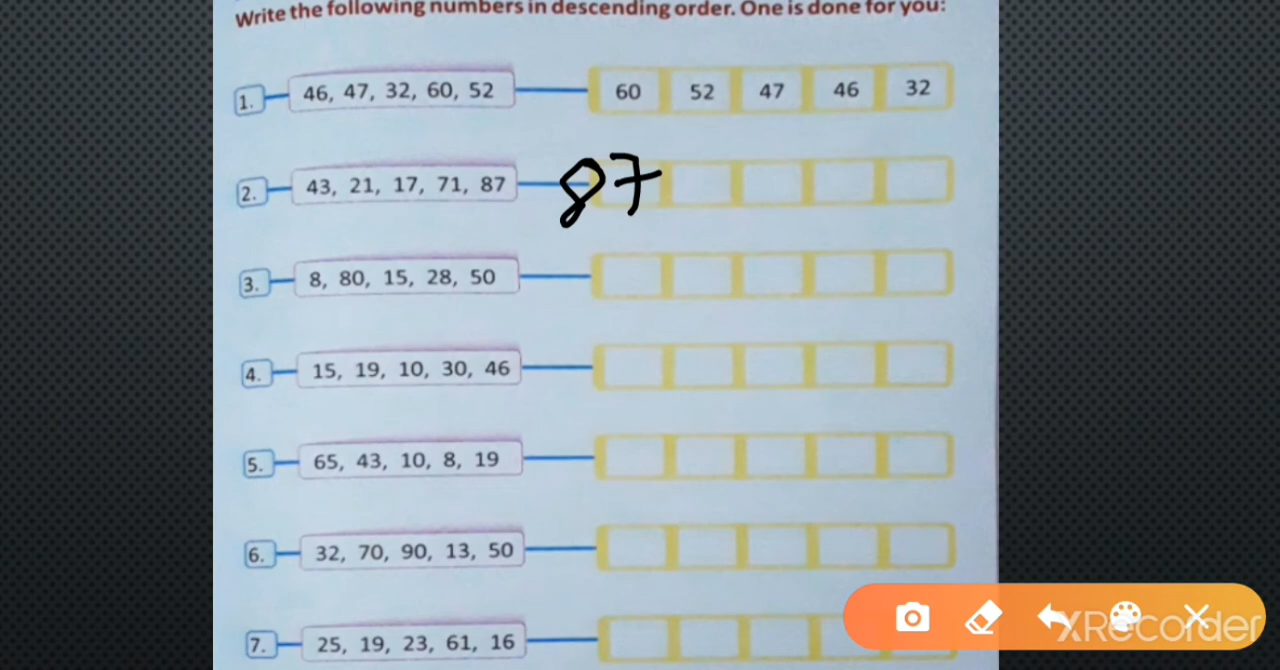 Write the following numbers in descending order. One is done for you:
1. 46, 47, 32, 60, 52 60 52 47 46 32
2. 43, 21, 17, 71, 87 87
3. 8, 80, 15, 28, 50
4. 15, 19, 10, 30, 46
5. 65, 43, 10, 8, 19
6. 32, 70, 90, 13, 50
7. 25, 19, 23, 61, 16
XRecorder